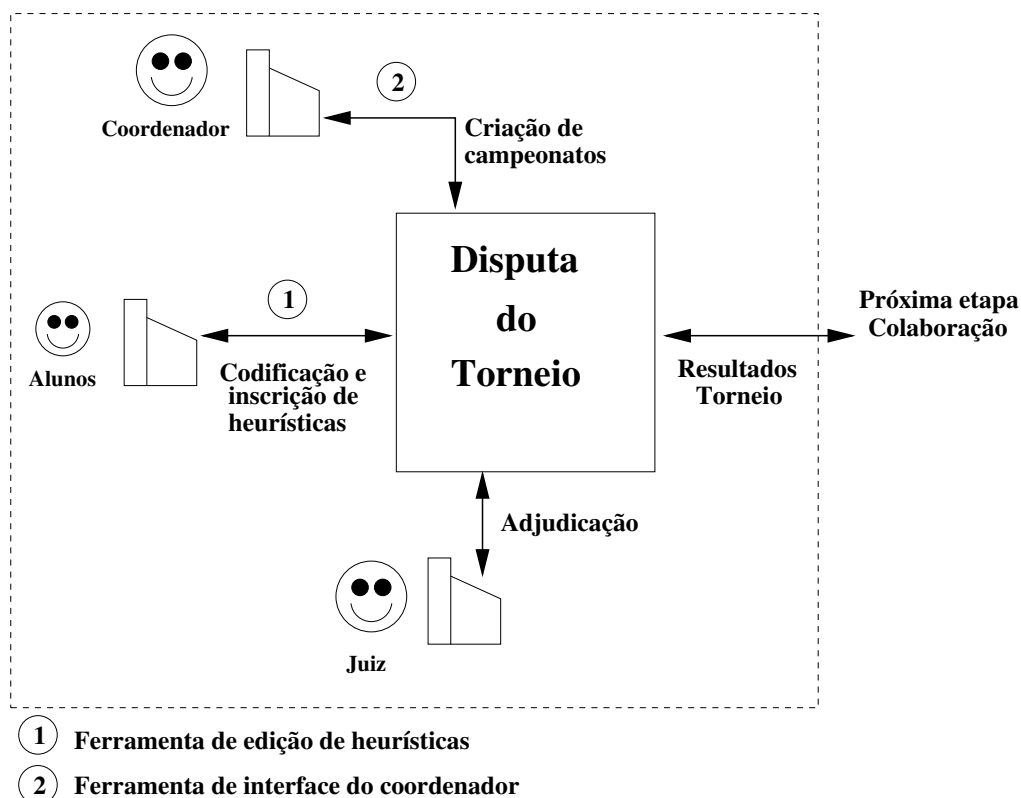 2
Coordenador
Criação de
campeonatos
Disputa
do
Torneio
1
Alunos
Codificação e
inscrição de
heurísticas
Próxima etapa
Colaboração
Resultados
Torneio
Adjudicação
Juiz
1 Ferramenta de edição de heurísticas
2 Ferramenta de interface do coordenador